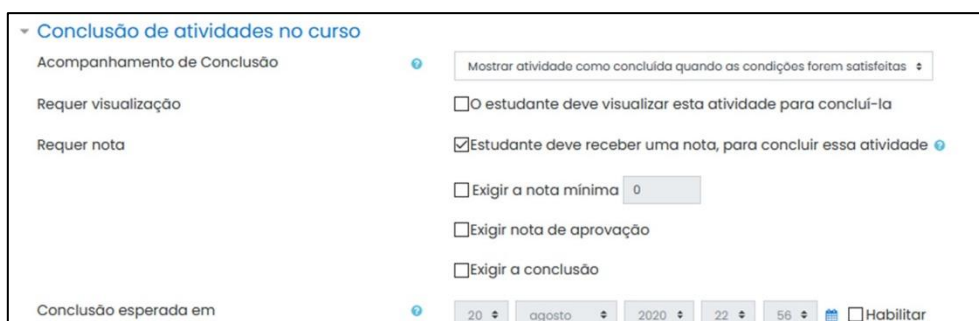 Conclusão de atividades no curso
Acompanhamento de Conclusão Mostrar atividade como concluída quando as condições forem satisfeitas
Requer visualização O estudante deve visualizar esta atividade para concluí-la
Requer nota Estudante deve receber uma nota, para concluir essa atividade
Exigir a nota mínima 0
Exigir nota de aprovação
Exigir a conclusão
Conclusão esperada em 20 agosto 2020 22 56 Habilitar